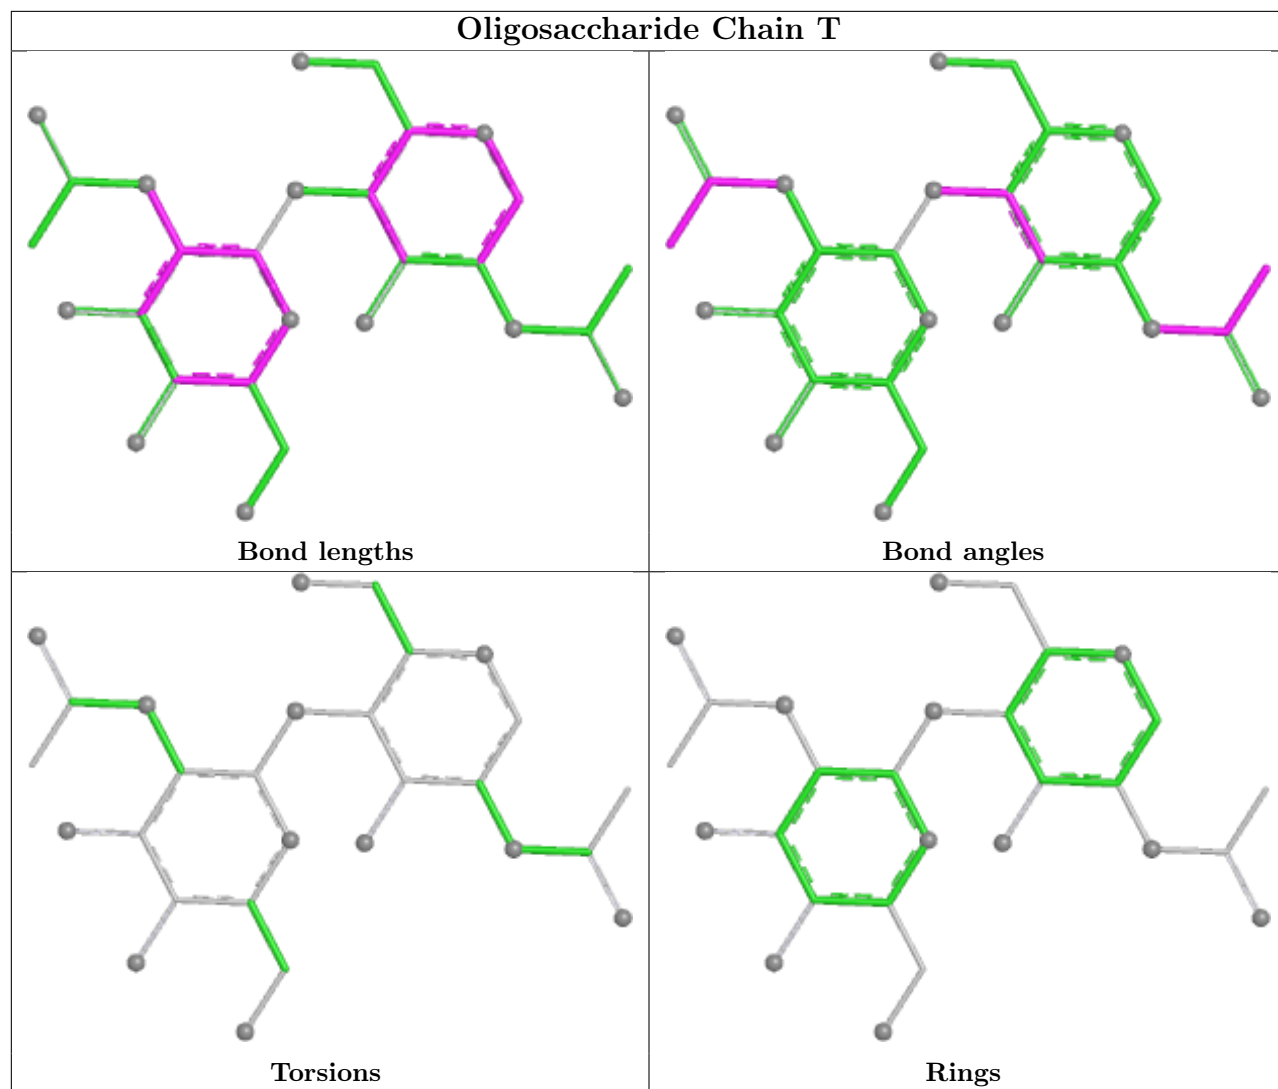 Oligosaccharide Chain T
Bond lengths
Bond angles
Torsions
Rings